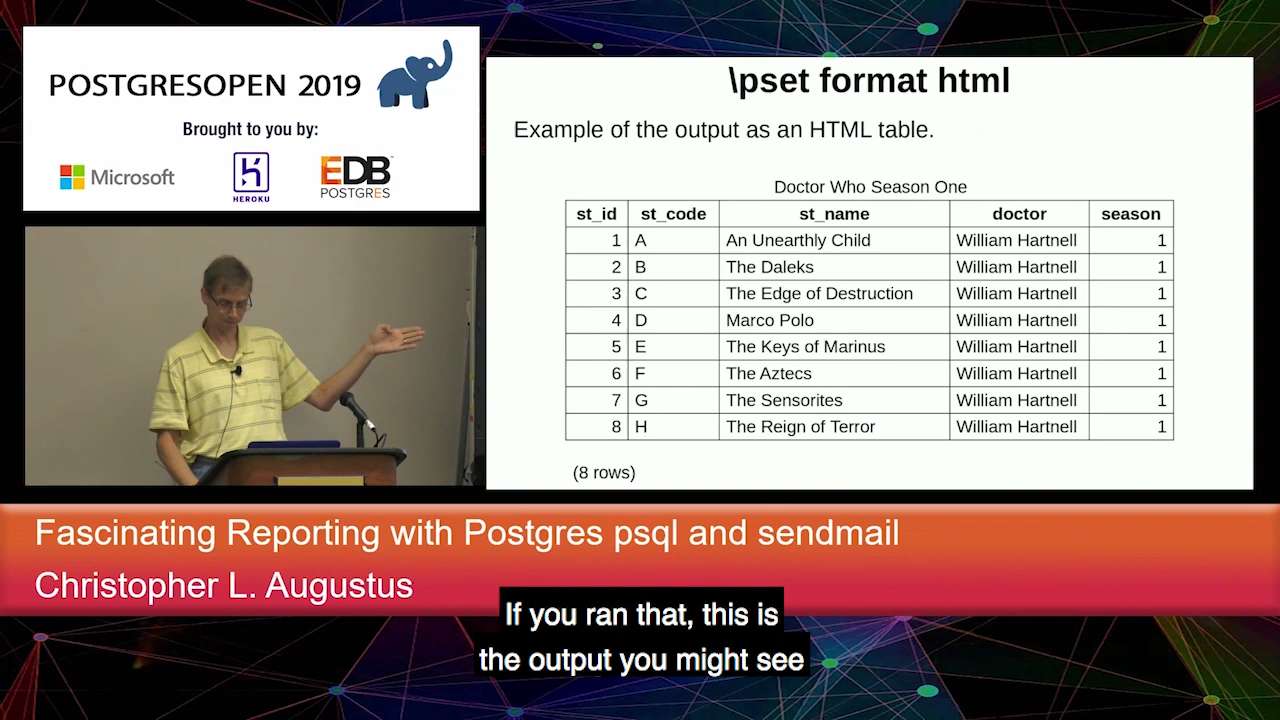 POSTGRESOPEN 2019
Brought to you by:
Microsoft
HEROKU
EDB
POSTGRES
\pset format html
Example of the output as an HTML table.
Doctor Who Season One
st_id st_code st_name doctor season
1 A An Unearthly Child William Hartnell 1
2 B The Daleks William Hartnell 1
3 C The Edge of Destruction William Hartnell 1
4 D Marco Polo William Hartnell 1
5 E The Keys of Marinus William Hartnell 1
6 F The Aztecs William Hartnell 1
7 G The Sensorites William Hartnell 1
8 H The Reign of Terror William Hartnell 1
(8 rows)
Fascinating Reporting with Postgres psql and sendmail
Christopher L. Augustus
If you ran that, this is
the output you might see